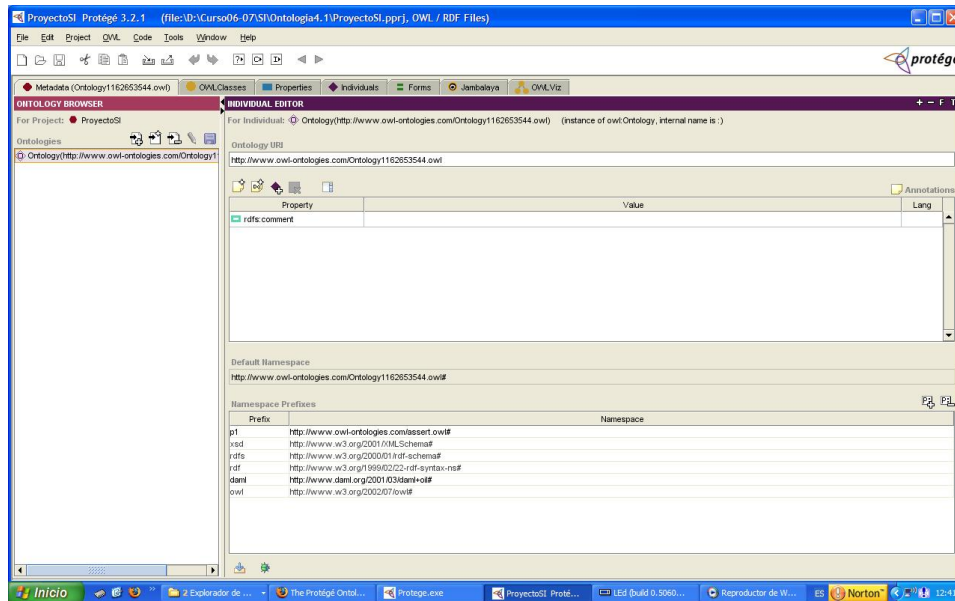 ProyectoSI Protégé 3.2.1 (file:\D:\Curso06-07\SI\Ontologia4.1\ProyectoSI.pprj, OWL / RDF Files)
File Edit Project OWL Code Tools Window Help
protégé
Metadata (Ontology1162653544.owl) OWLClasses Properties Individuals Forms Jambalaya OWLViz
ONTOLOGY BROWSER
INDIVIDUAL EDITOR
+ - F T
For Project: ProyectoSI
For Individual: Ontology(http://www.owl-ontologies.com/Ontology1162653544.owl) (instance of owl:Ontology, internal name is :)
Ontologies
Ontology(http://www.owl-ontologies.com/Ontology1
Ontology URI
http://www.owl-ontologies.com/Ontology1162653544.owl
Annotations
Property Value Lang
rdfs:comment
Default Namespace
http://www.owl-ontologies.com/Ontology1162653544.owl#
Namespace Prefixes
Prefix Namespace
p1 http://www.owl-ontologies.com/assert.owl#
xsd http://www.w3.org/2001/XMLSchema#
rdfs http://www.w3.org/2000/01/rdf-schema#
rdf http://www.w3.org/1999/02/22-rdf-syntax-ns#
daml http://www.daml.org/2001/03/daml+oil#
owl http://www.w3.org/2002/07/owl#
Inicio 2 Explorador de ... The Protégé Ontol... Protege.exe ProyectoSI Proté... LEd (build 0.5060... Reproductor de W... ES Norton 12:41